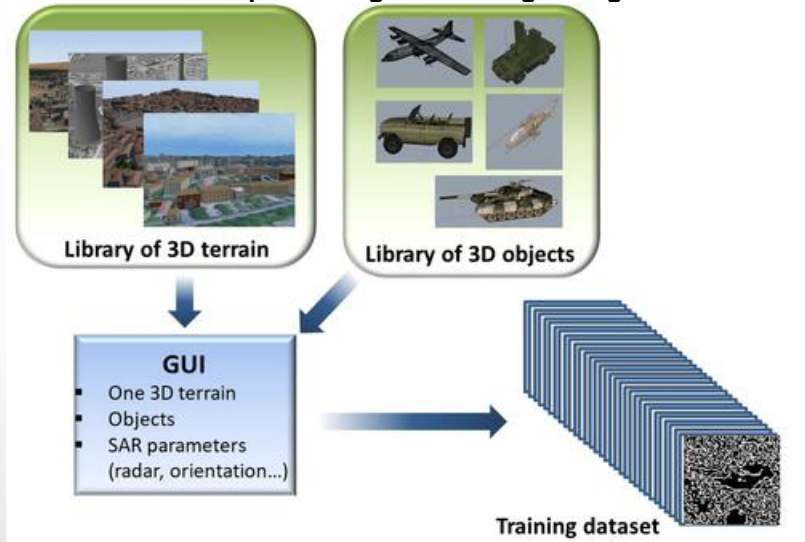 Library of 3D terrain
Library of 3D objects
GUI
▪ One 3D terrain
▪ Objects
▪ SAR parameters
(radar, orientation...)
Training dataset